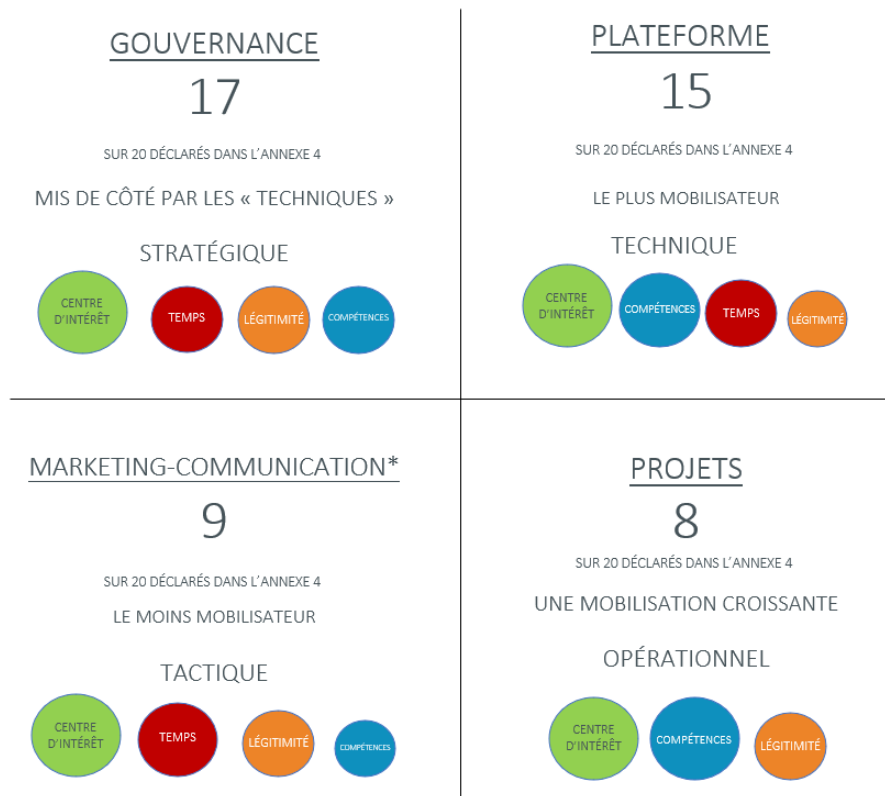 GOUVERNANCE
17
SUR 20 DÉCLARÉS DANS L'ANNEXE 4
MIS DE CÔTÉ PAR LES « TECHNIQUES »
STRATÉGIQUE
CENTRE
D'INTÉRÊT
TEMPS
LÉGITIMITÉ
COMPÉTENCES
PLATEFORME
15
SUR 20 DÉCLARÉS DANS L'ANNEXE 4
LE PLUS MOBILISATEUR
TECHNIQUE
CENTRE
D'INTÉRÊT
COMPÉTENCES
TEMPS
LÉGITIMITÉ
MARKETING-COMMUNICATION*
9
SUR 20 DÉCLARÉS DANS L'ANNEXE 4
LE MOINS MOBILISATEUR
TACTIQUE
CENTRE
D'INTÉRÊT
TEMPS
LÉGITIMITÉ
COMPÉTENCES
PROJETS
8
SUR 20 DÉCLARÉS DANS L'ANNEXE 4
UNE MOBILISATION CROISSANTE
OPÉRATIONNEL
CENTRE
D'INTÉRÊT
COMPÉTENCES
LÉGITIMITÉ